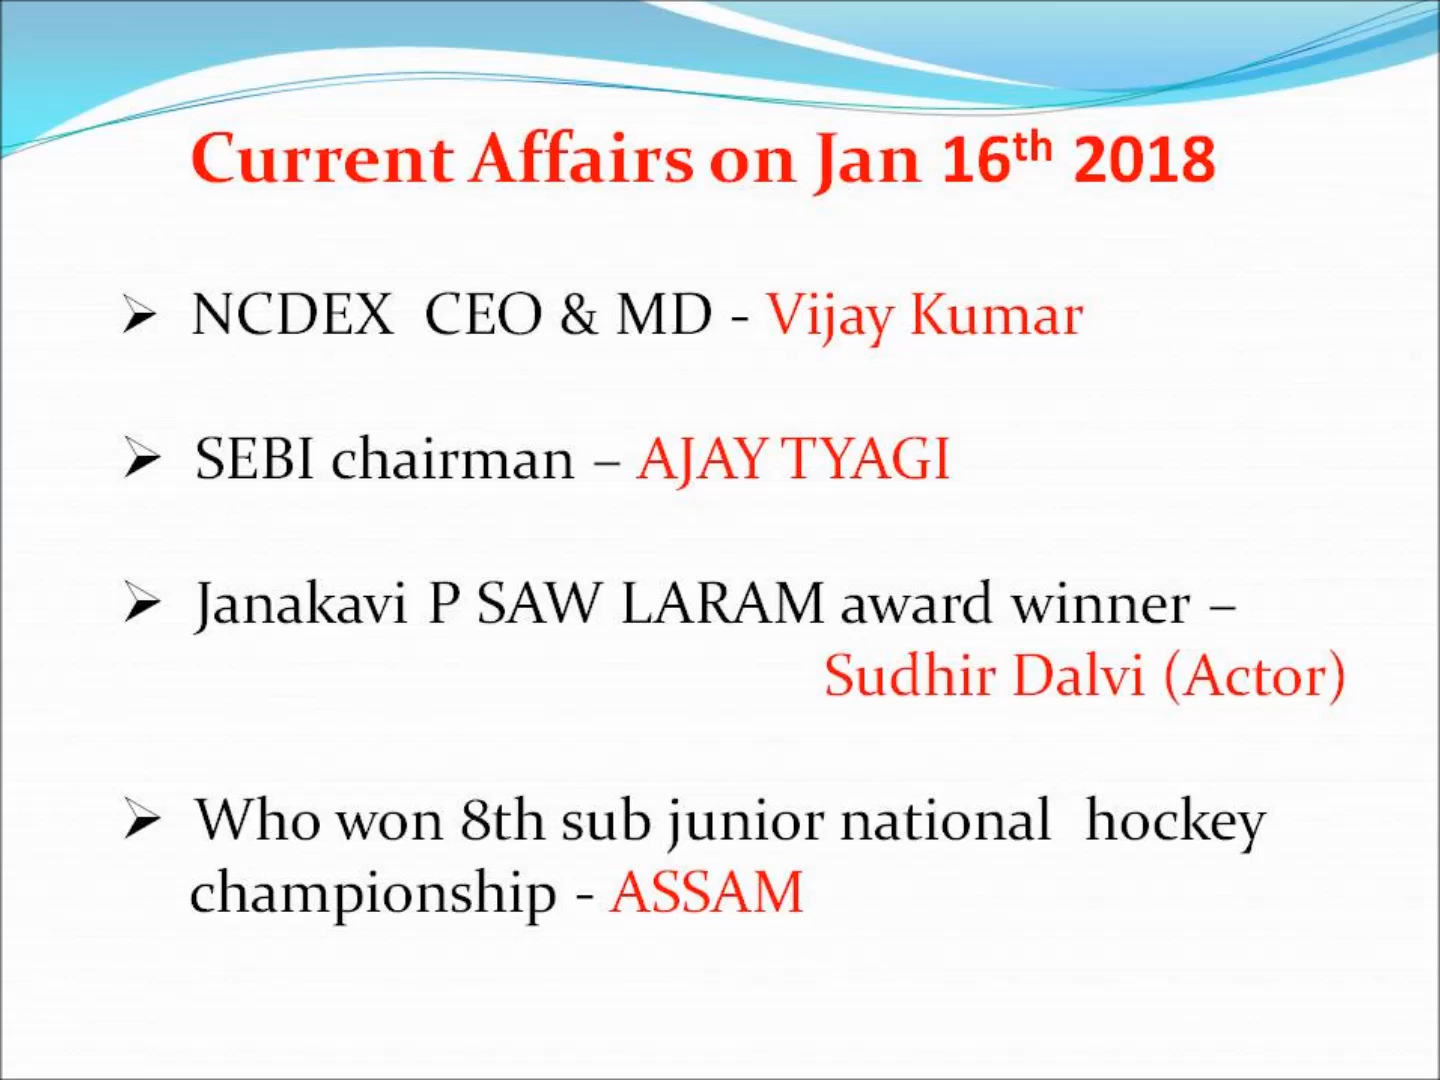 Current Affairs on Jan 16th 2018
➢ NCDEX CEO & MD - Vijay Kumar
➢ SEBI chairman – AJAY TYAGI
➢ Janakavi P SAW LARAM award winner –
Sudhir Dalvi (Actor)
➢ Who won 8th sub junior national hockey
championship - ASSAM